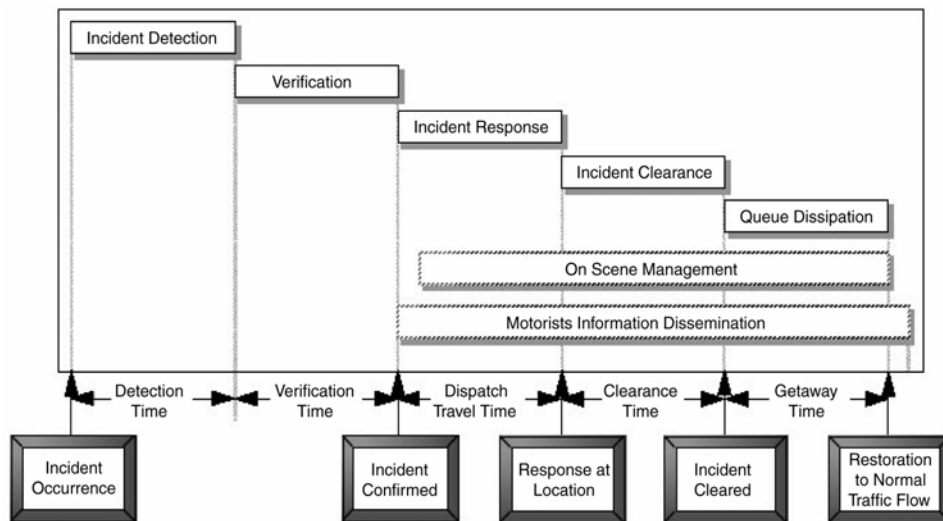 Incident Detection
Verification
Incident Response
Incident Clearance
Queue Dissipation
On Scene Management
Motorists Information Dissemination
Detection
Time
Verification
Time
Dispatch
Travel Time
Clearance
Time
Getaway
Time
Incident
Occurrence
Incident
Confirmed
Response at
Location
Incident
Cleared
Restoration
to Normal
Traffic Flow